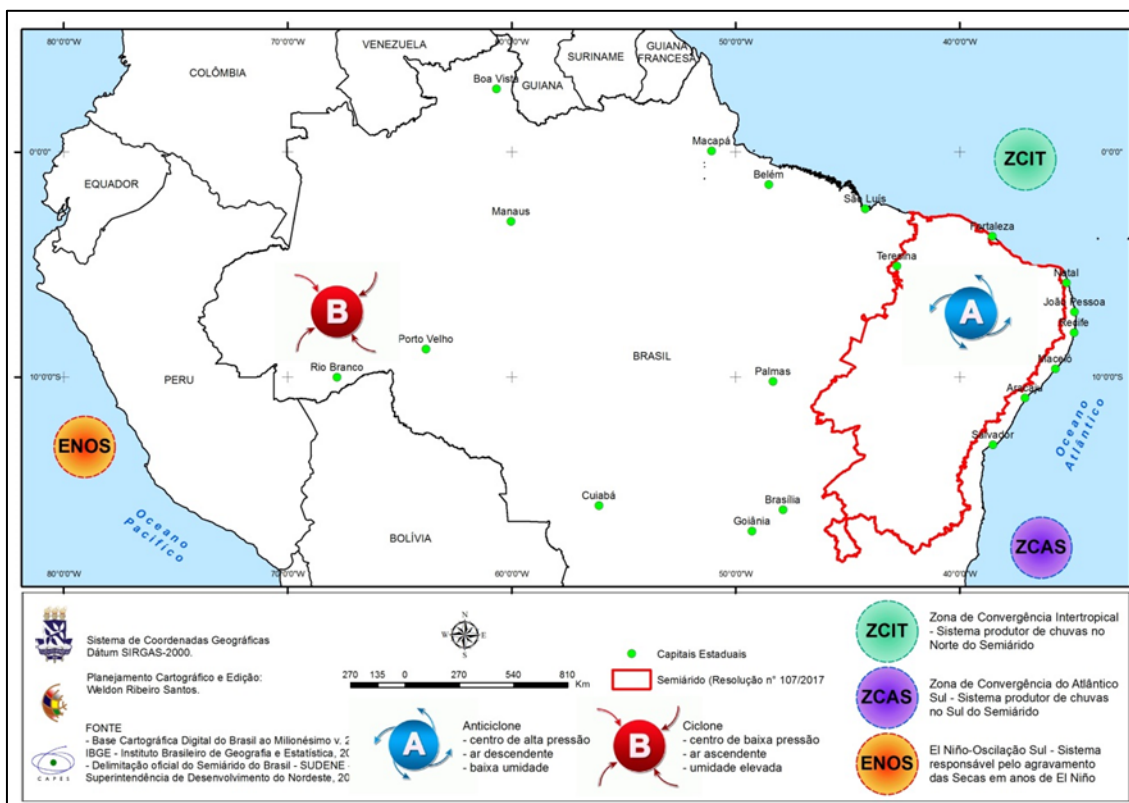 80°0'0"W
70°0'0"W
60°0'0"W
50°0'0"W
40°0'0"W
VENEZUELA
GUIANA
FRANCESA
SURINAME
COLÔMBIA
Boa Vista
GUIANA
Macapá
ZCIT
0°0'0"
0°0'0"
Belém
EQUADOR
São Luís
Manaus
Fortaleza
Teresina
Natal
B
A
João Pessoa
Recife
Porto Velho
BRASIL
Rio Branco
Maceió
PERU
Palmas
10°0'0"S
10°0'0"S
Aracaju
Oceano
Atlântico
ENOS
Salvador
Cuiabá
Brasília
Goiânia
Oceano
Pacífico
BOLÍVIA
ZCAS
80°0'0"W
70°0'0"W
60°0'0"W
50°0'0"W
40°0'0"W
Sistema de Coordenadas Geográficas
Dátum SIRGAS-2000.
Planejamento Cartográfico e Edição:
Weldon Ribeiro Santos.
FONTE
- Base Cartográfica Digital do Brasil ao Milionésimo v. 2
IBGE - Instituto Brasileiro de Geografia e Estatística, 20
- Delimitação oficial do Semiárido do Brasil - SUDENE -
Superintendência de Desenvolvimento do Nordeste, 20
CAPES
N
W E
S
270 135 0 270 540 810
Km
A
Anticiclone
- centro de alta pressão
- ar descendente
- baixa umidade
Capitais Estaduais
Semiárido (Resolução n° 107/2017
B
Ciclone
- centro de baixa pressão
- ar ascendente
- umidade elevada
ZCIT
Zona de Convergência Intertropical
- Sistema produtor de chuvas no
Norte do Semiárido
ZCAS
Zona de Convergência do Atlântico
Sul - Sistema produtor de chuvas
no Sul do Semiárido
ENOS
El Niño-Oscilação Sul - Sistema
responsável pelo agravamento
das Secas em anos de El Niño